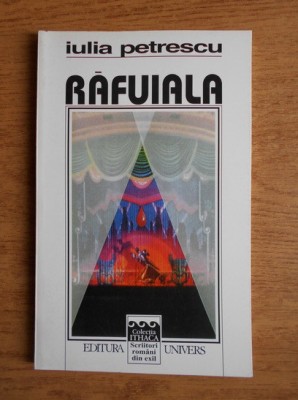 iulia petrescu
RĂFUIALA
Colecția
ITHACA
Scriitori
români
din exil
EDITURA UNIVERS